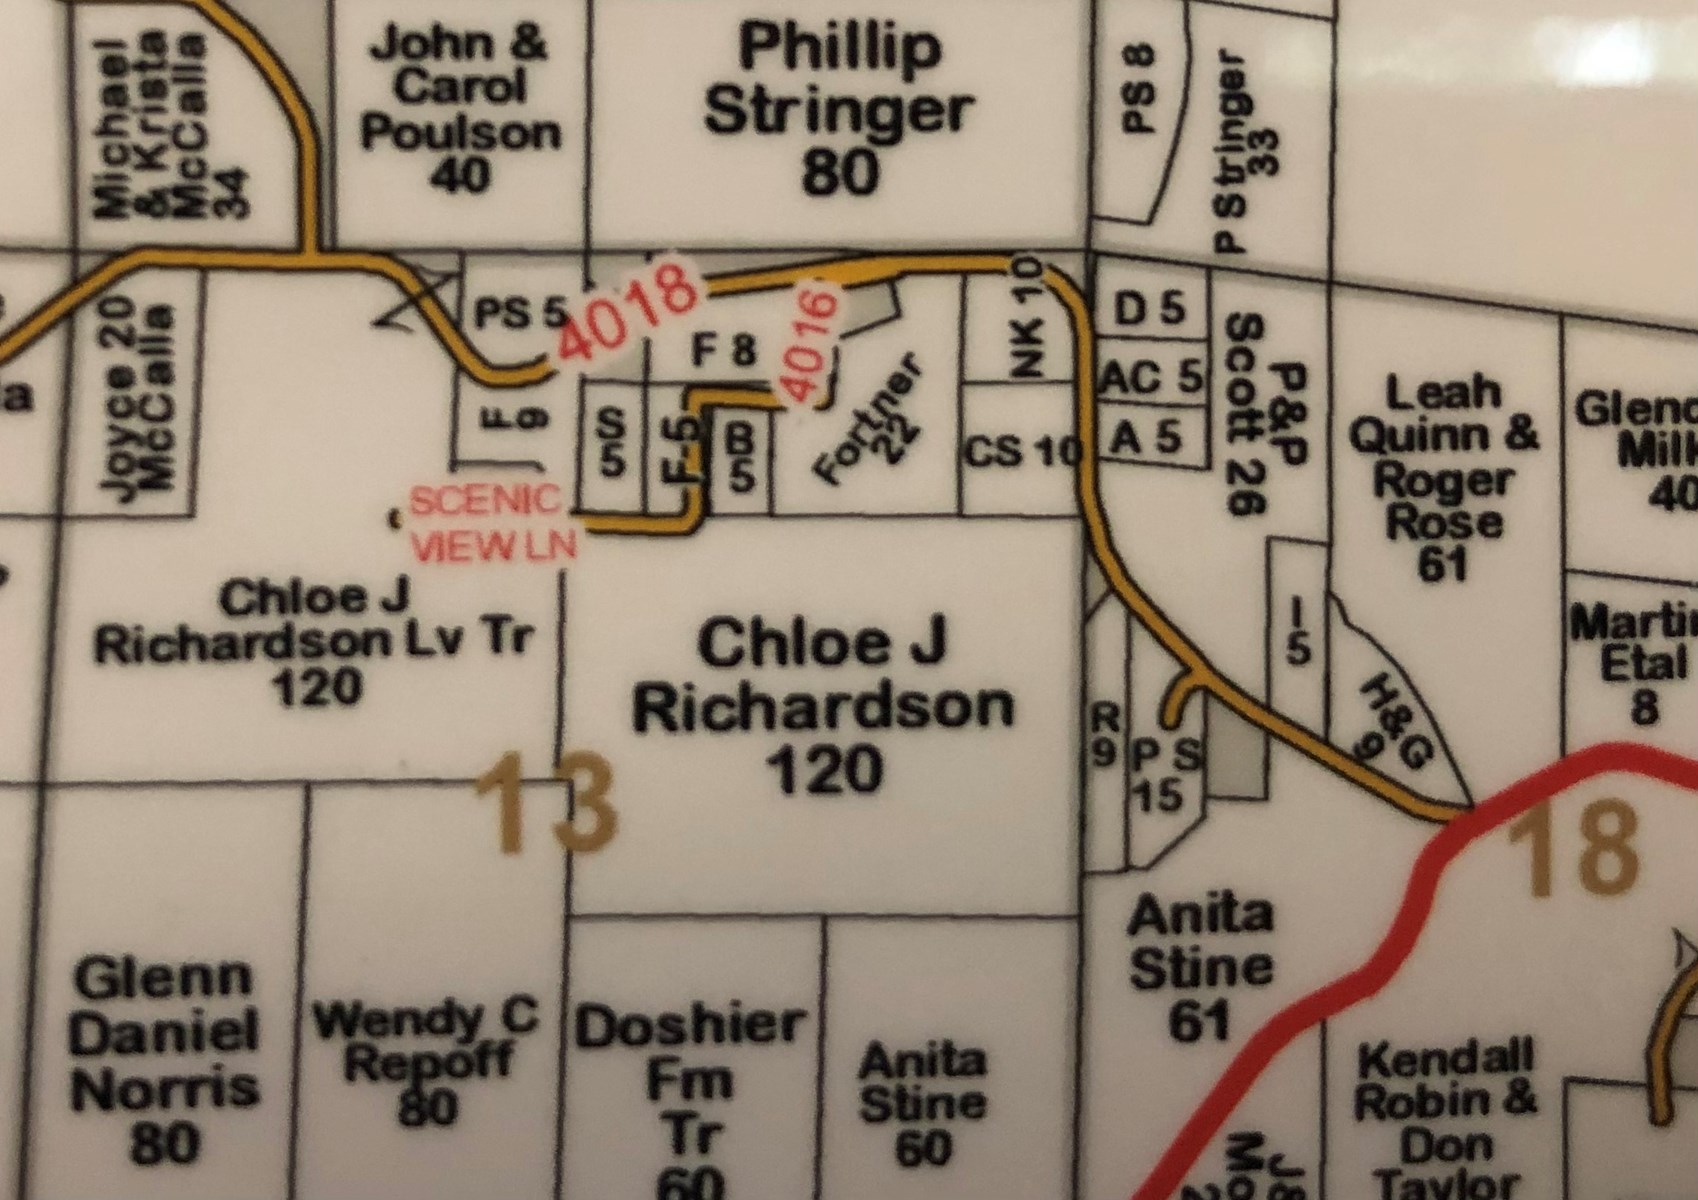 Michael
& Krista
McCalla
34
John &
Carol
Poulson
40
Phillip
Stringer
80
PS 8
P Stringer
33
Joyce 20
McCalla
PS 5
4018
F 8
4016
NK 10
D 5
AC 5
A 5
P&P
Scott 26
Leah
Quinn &
Roger
Rose
61
40
F
9
S
5
F-5
B
5
Fortner
22
CS 10
SCENIC
VIEW LN
Chloe J
Richardson Lv Tr
120
Chloe J
Richardson
120
I
5
Etal
8
H&G
9
R
9
P S
15
13
18
Glenn
Daniel
Norris
80
Wendy C
Repoff
80
Doshier
Fm
Tr
60
Anita
Stine
60
Anita
Stine
61
Kendall
Robin &
Don
Taylor